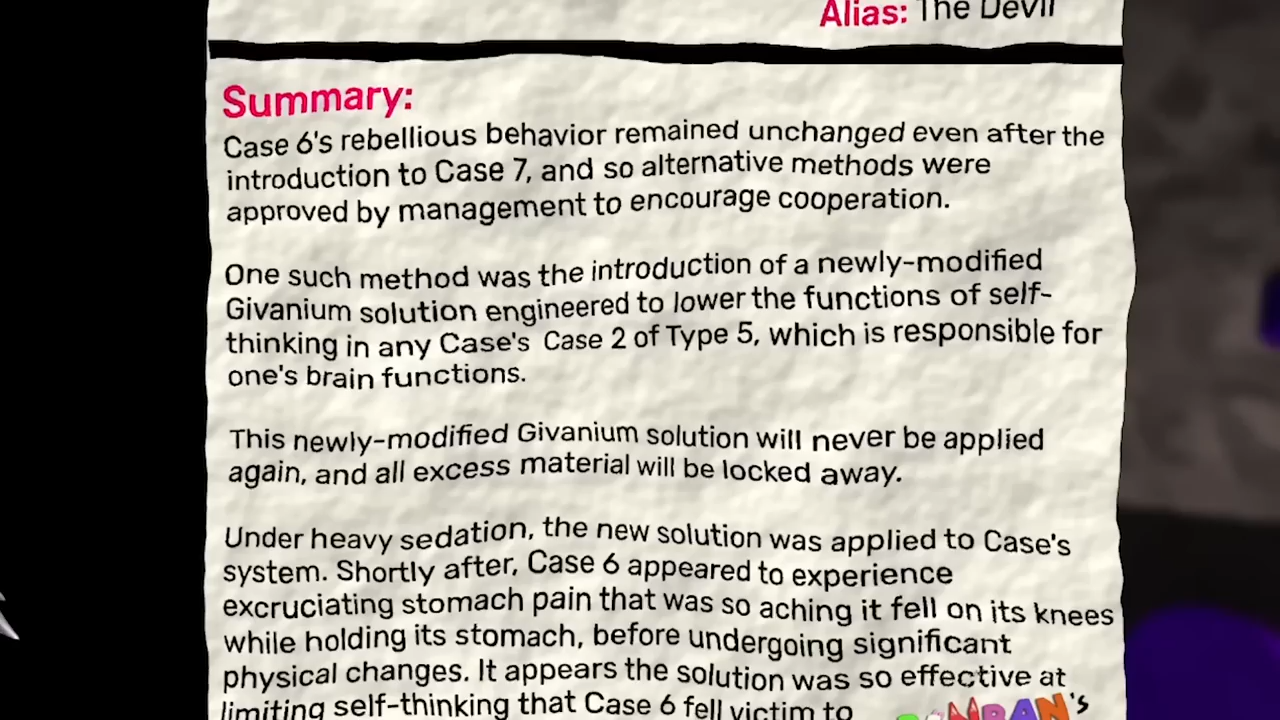 Alias: The Devil
Summary:
Case 6's rebellious behavior remained unchanged even after the
introduction to Case 7, and so alternative methods were
approved by management to encourage cooperation.
One such method was the introduction of a newly-modified
Givanium solution engineered to lower the functions of self-
thinking in any Case's Case 2 of Type 5, which is responsible for
one's brain functions.
This newly-modified Givanium solution will never be applied
again, and all excess material will be locked away.
Under heavy sedation, the new solution was applied to Case's
system. Shortly after, Case 6 appeared to experience
excruciating stomach pain that was so aching it fell on its knees
while holding its stomach, before undergoing significant
physical changes. It appears the solution was so effective at
limiting self-thinking that Case 6 fell victim to